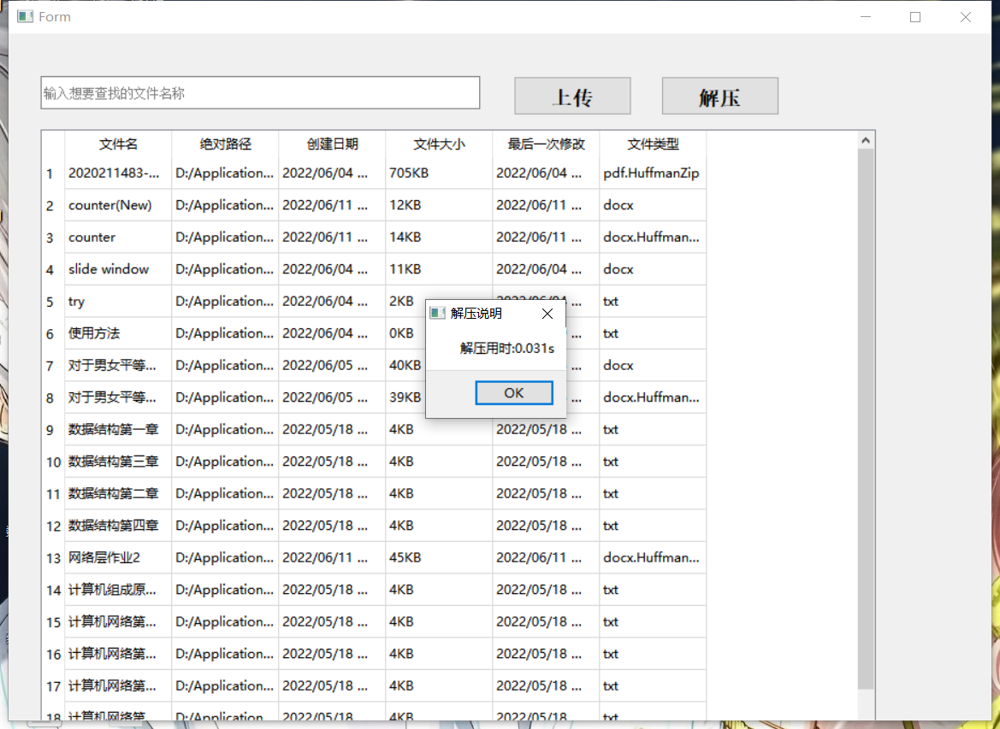 Form
输入想要查找的文件名称
上传 解压
文件名 绝对路径 创建日期 文件大小 最后一次修改 文件类型
1 2020211483-... D:/Application... 2022/06/04 ... 705KB 2022/06/04 ... pdf.HuffmanZip
2 counter(New) D:/Application... 2022/06/11 ... 12KB 2022/06/11 ... docx
3 counter D:/Application... 2022/06/11 ... 14KB 2022/06/11 ... docx.Huffman...
4 slide window D:/Application... 2022/06/04 ... 11KB 2022/06/04 ... docx
5 try D:/Application... 2022/06/04 ... 2KB 2022/06/04 ... txt
解压说明
6 使用方法 D:/Application... 2022/06/04 ... 0KB ... txt
解压用时:0.031s
7 对于男女平等... D:/Application... 2022/06/05 ... 40KB ... docx
8 对于男女平等... D:/Application... 2022/06/05 ... 39KB ... docx.Huffman...
OK
9 数据结构第一章 D:/Application... 2022/05/18 ... 4KB 2022/05/18 ... txt
10 数据结构第三章 D:/Application... 2022/05/18 ... 4KB 2022/05/18 ... txt
11 数据结构第二章 D:/Application... 2022/05/18 ... 4KB 2022/05/18 ... txt
12 数据结构第四章 D:/Application... 2022/05/18 ... 4KB 2022/05/18 ... txt
13 网络层作业2 D:/Application... 2022/06/11 ... 45KB 2022/06/11 ... docx.Huffman...
14 计算机组成原... D:/Application... 2022/05/18 ... 4KB 2022/05/18 ... txt
15 计算机网络第... D:/Application... 2022/05/18 ... 4KB 2022/05/18 ... txt
16 计算机网络第... D:/Application... 2022/05/18 ... 4KB 2022/05/18 ... txt
17 计算机网络第... D:/Application... 2022/05/18 ... 4KB 2022/05/18 ... txt
18 计算机网络第... D:/Application... 2022/05/18 ... 4KB 2022/05/18 ... txt